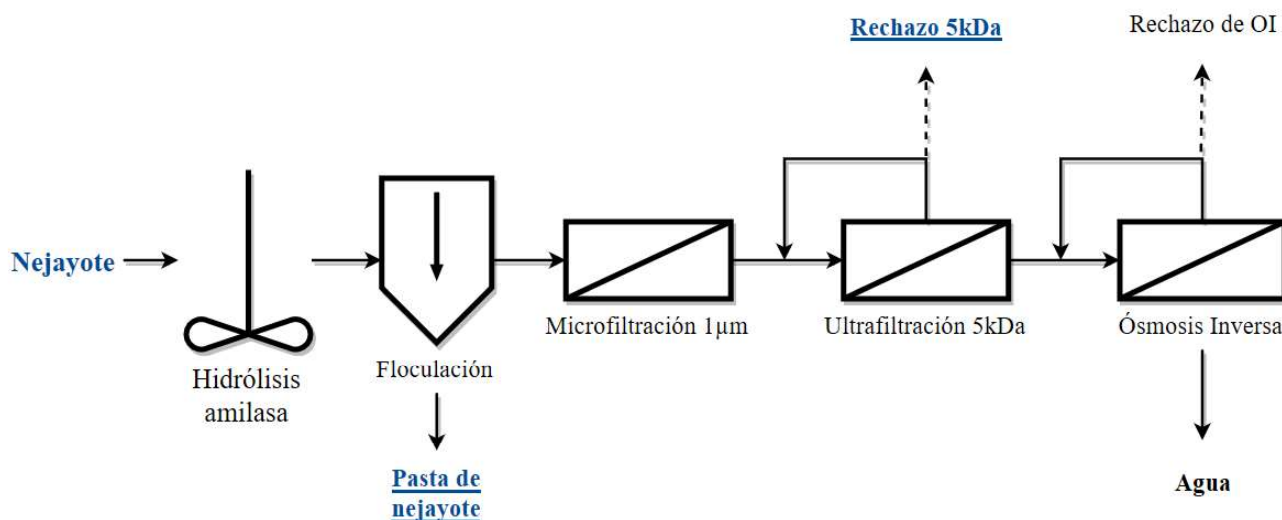 Rechazo 5kDa
Rechazo de OI
Nejayote
Microfiltración 1µm
Ultrafiltración 5kDa
Ósmosis Inversa
Hidrólisis
amilasa
Floculación
Pasta de
nejayote
Agua